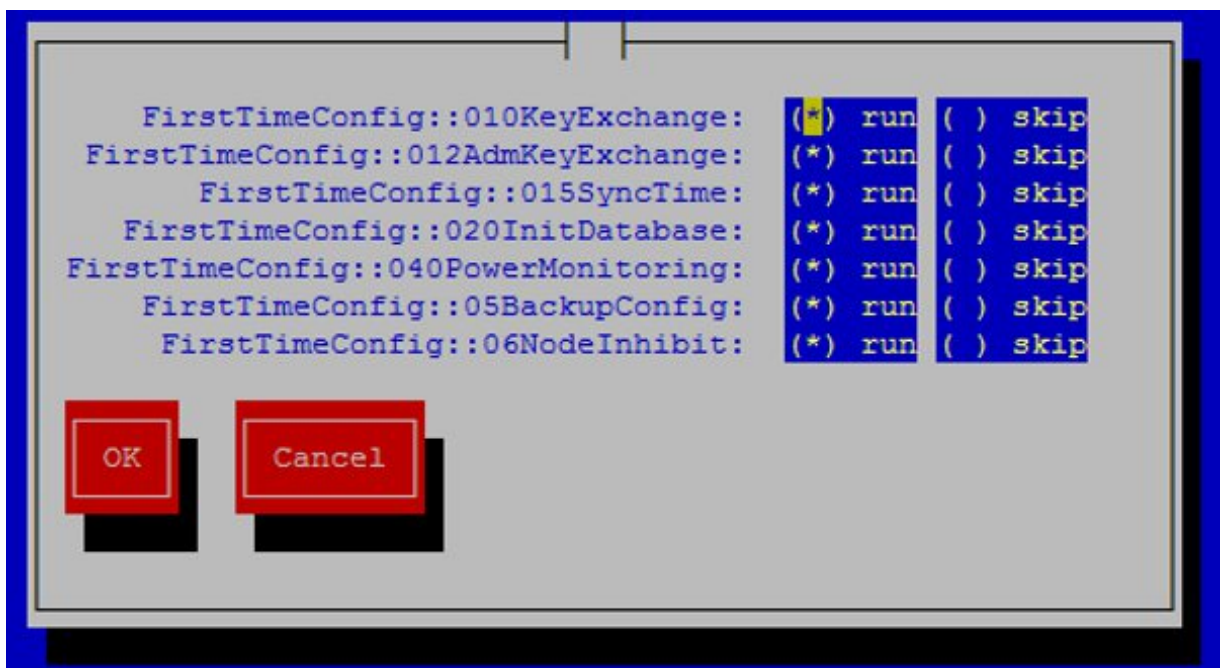 FirstTimeConfig::010KeyExchange: (*) run ( ) skip
FirstTimeConfig::012AdmKeyExchange: (*) run ( ) skip
FirstTimeConfig::015SyncTime: (*) run ( ) skip
FirstTimeConfig::020InitDatabase: (*) run ( ) skip
FirstTimeConfig::040PowerMonitoring: (*) run ( ) skip
FirstTimeConfig::05BackupConfig: (*) run ( ) skip
FirstTimeConfig::06NodeInhibit: (*) run ( ) skip
OK Cancel